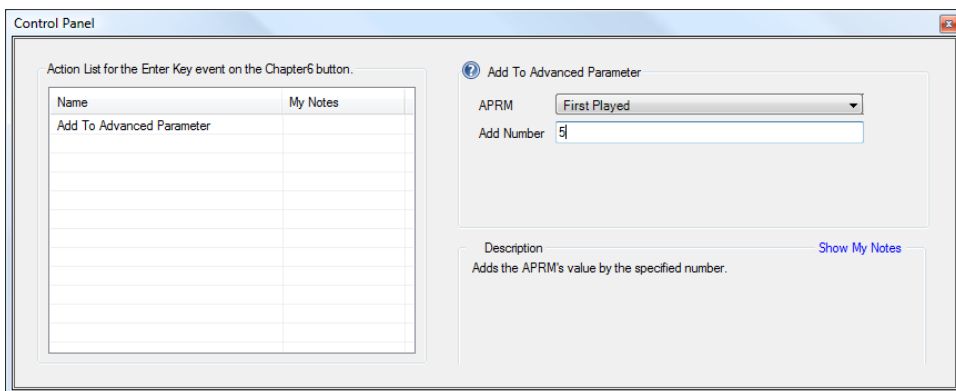 Control Panel
Action List for the Enter Key event on the Chapter6 button.
Name My Notes
Add To Advanced Parameter
Add To Advanced Parameter
APRM First Played
Add Number 5
Description Show My Notes
Adds the APRM's value by the specified number.